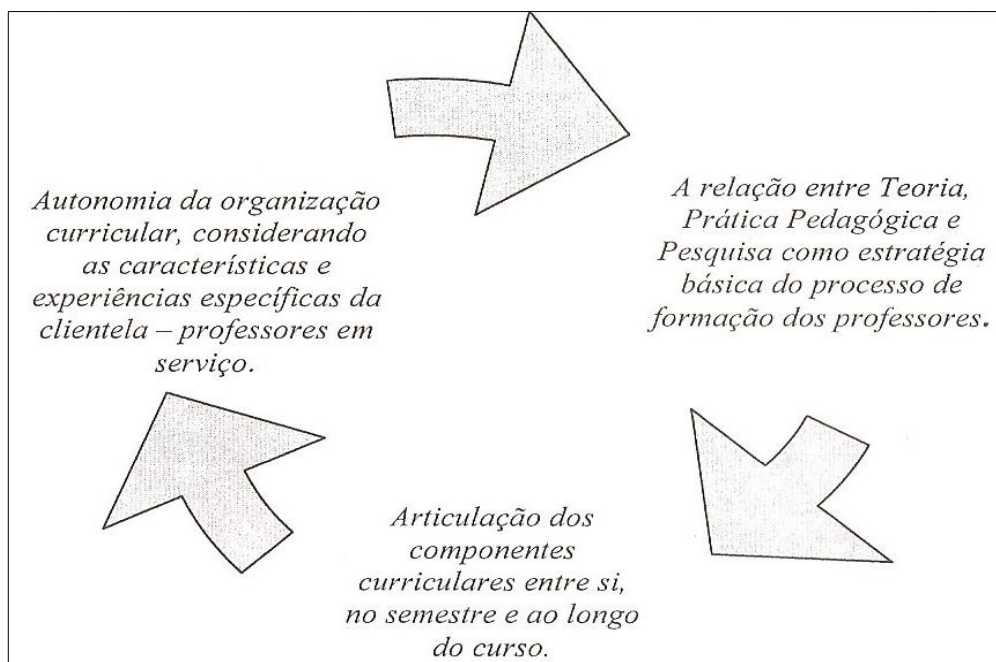 Autonomia da organização
curricular, considerando
as características e
experiências específicas da
clientela – professores em
serviço.
A relação entre Teoria,
Prática Pedagógica e
Pesquisa como estratégia
básica do processo de
formação dos professores.
Articulação dos
componentes
curriculares entre si,
no semestre e ao longo
do curso.